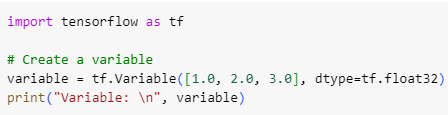 import tensorflow as tf
# Create a variable
variable = tf.Variable([1.0, 2.0, 3.0], dtype=tf.float32)
print("Variable: \n", variable)